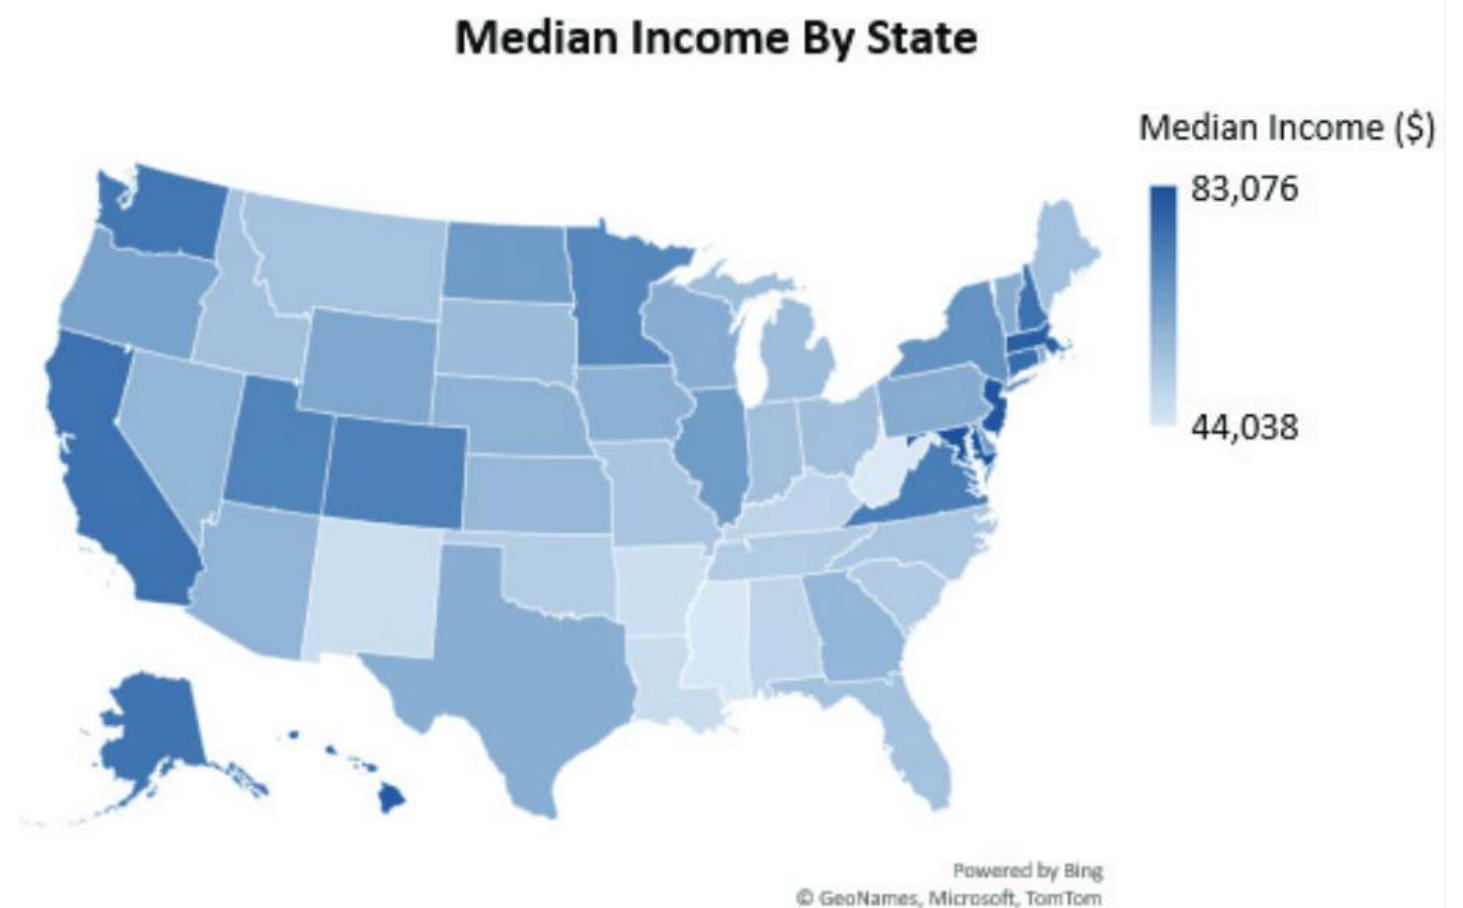 Median Income By State
Median Income ($)
83,076
44,038
Powered by Bing
© GeoNames, Microsoft, TomTom